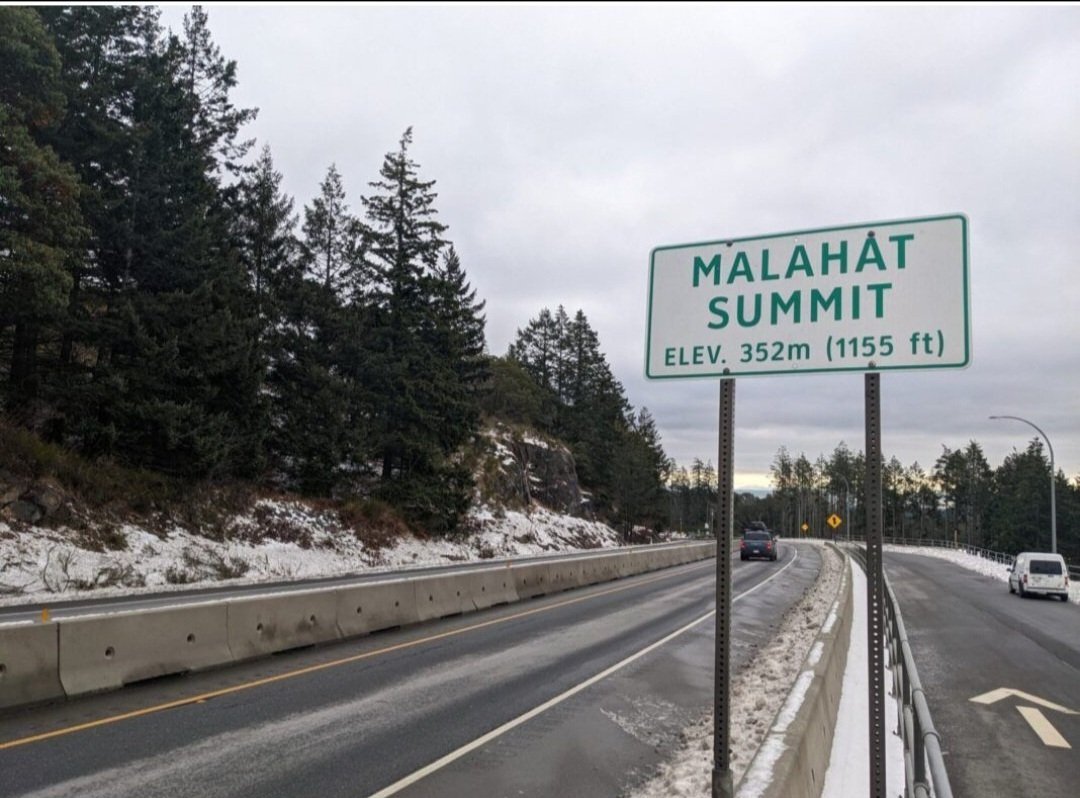 MALAHAT
SUMMIT
ELEV. 352m (1155 ft)